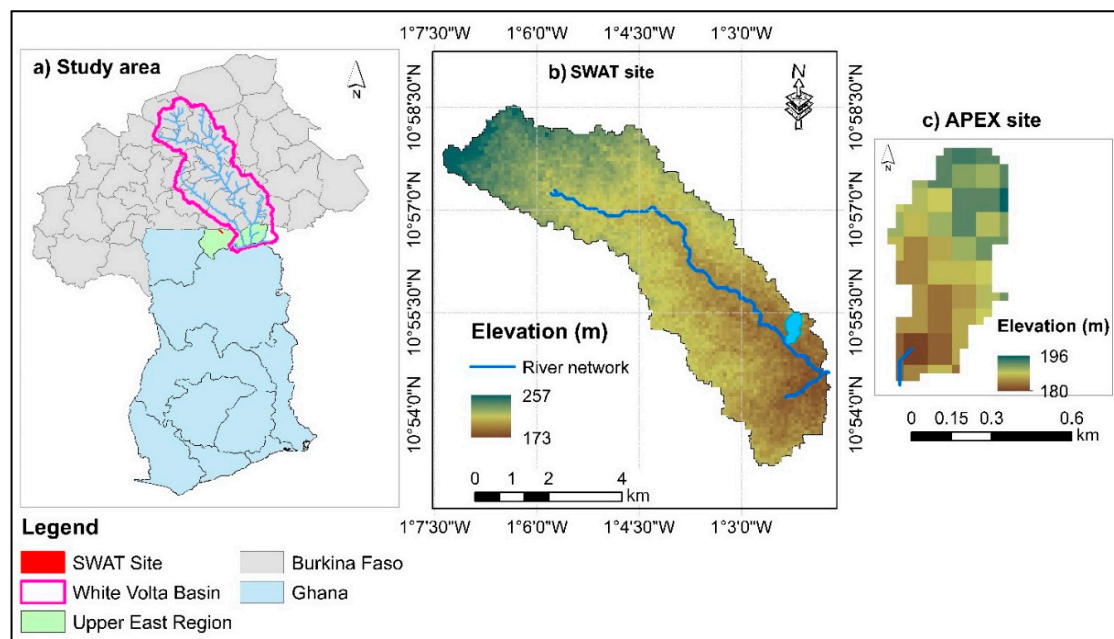 a) Study area
N
Legend
SWAT Site
White Volta Basin
Upper East Region
Burkina Faso
Ghana
1°7'30"W 1°6'0"W 1°4'30"W 1°3'0"W
b) SWAT site
N
10°58'30"N
10°57'0"N
10°55'30"N
10°54'0"N
Elevation (m)
River network
257
173
0 1 2 4
km
1°7'30"W 1°6'0"W 1°4'30"W 1°3'0"W
10°58'30"N
10°57'0"N
10°55'30"N
10°54'0"N
c) APEX site
N
Elevation (m)
196
180
0 0.15 0.3 0.6
km